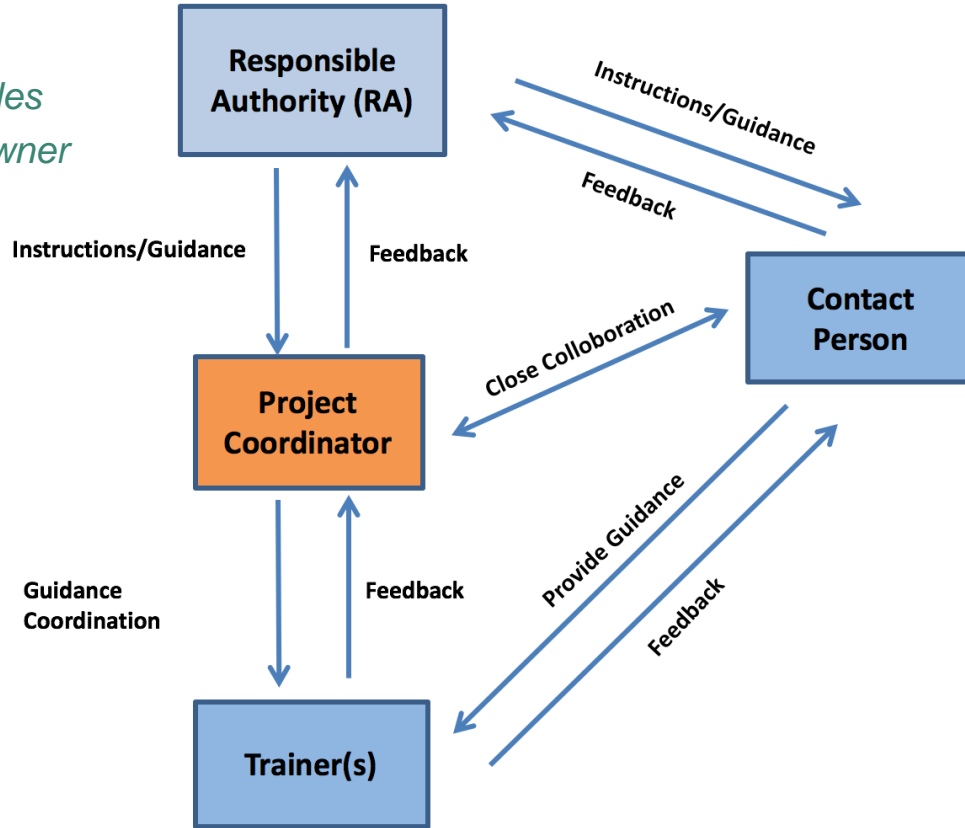 Responsible
Authority (RA)
Instructions/Guidance
Feedback
Instructions/Guidance
Feedback
Contact
Person
Close Colloboration
Project
Coordinator
Provide Guidance
Feedback
Guidance
Coordination
Feedback
Trainer(s)